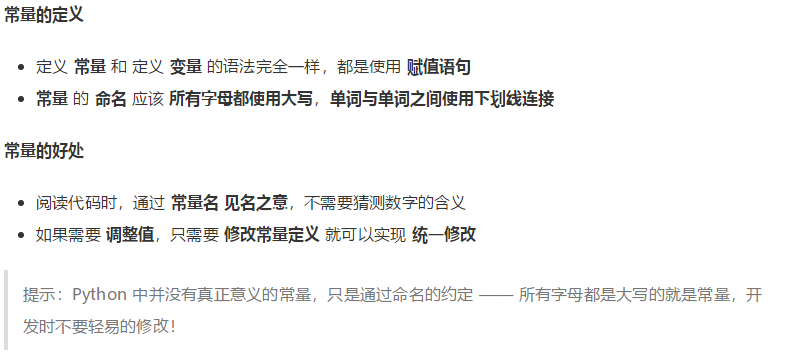 常量的定义
定义 常量 和 定义 变量 的语法完全一样，都是使用 赋值语句
常量 的 命名 应该 所有字母都使用大写，单词与单词之间使用下划线连接
常量的好处
阅读代码时，通过 常量名 见名之意，不需要猜测数字的含义
如果需要 调整值，只需要 修改常量定义 就可以实现 统一修改
提示：Python 中并没有真正意义的常量，只是通过命名的约定 —— 所有字母都是大写的就是常量，开
发时不要轻易的修改！